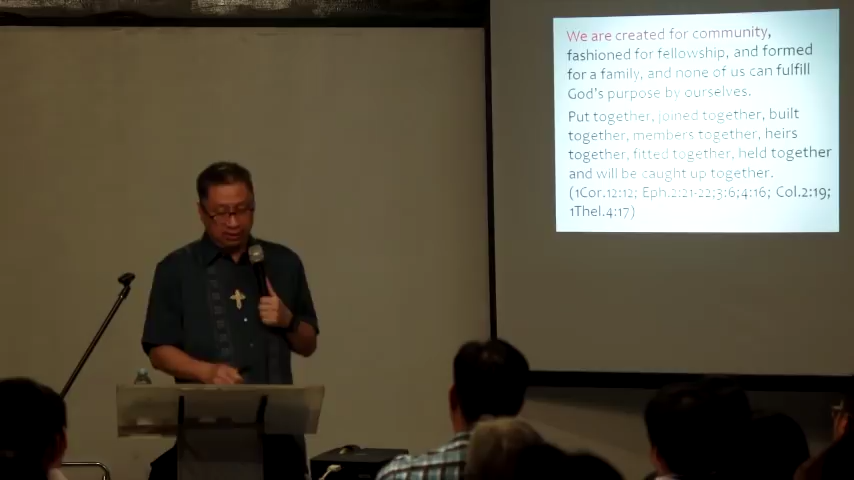 We are created for community,
fashioned for fellowship, and formed
for a family, and none of us can fulfill
God's purpose by ourselves.
Put together, joined together, built
together, members together, heirs
together, fitted together, held together
and will be caught up together.
(1Cor.12:12; Eph.2:21-22;3:6;4:16; Col.2:19;
1Thel.4:17)